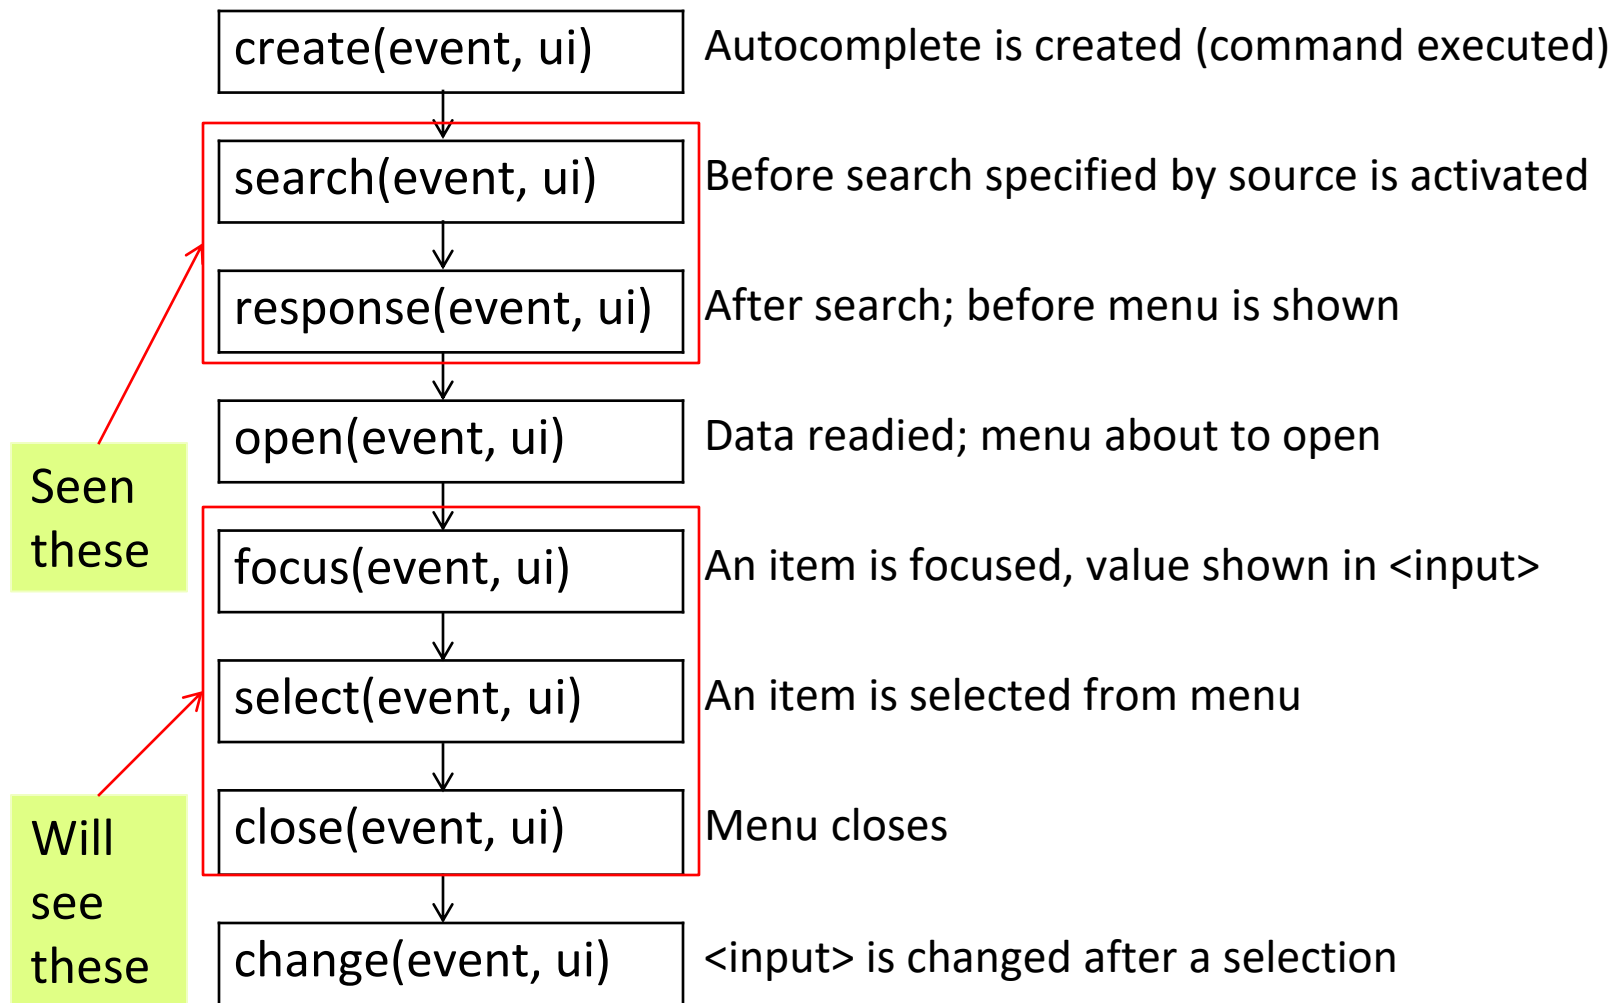 create(event, ui) Autocomplete is created (command executed)
search(event, ui) Before search specified by source is activated
response(event, ui) After search; before menu is shown
open(event, ui) Data readied; menu about to open
Seen
these
focus(event, ui) An item is focused, value shown in <input>
select(event, ui) An item is selected from menu
close(event, ui) Menu closes
Will
see
these
change(event, ui) <input> is changed after a selection